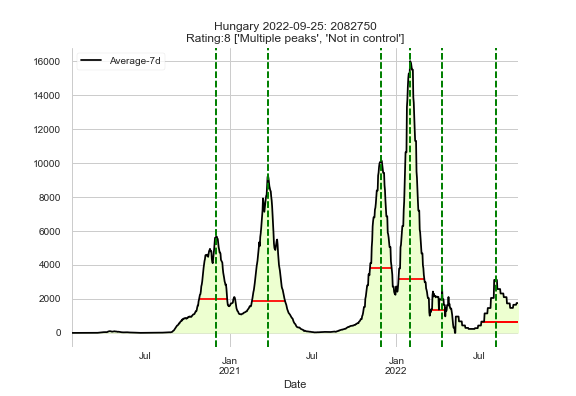 Hungary 2022-09-25: 2082750
Rating:8 ['Multiple peaks', 'Not in control']
Average-7d
16000
14000
12000
10000
8000
6000
4000
2000
0
Jul
Jan
2021
Jul
Jan
2022
Jul
Date